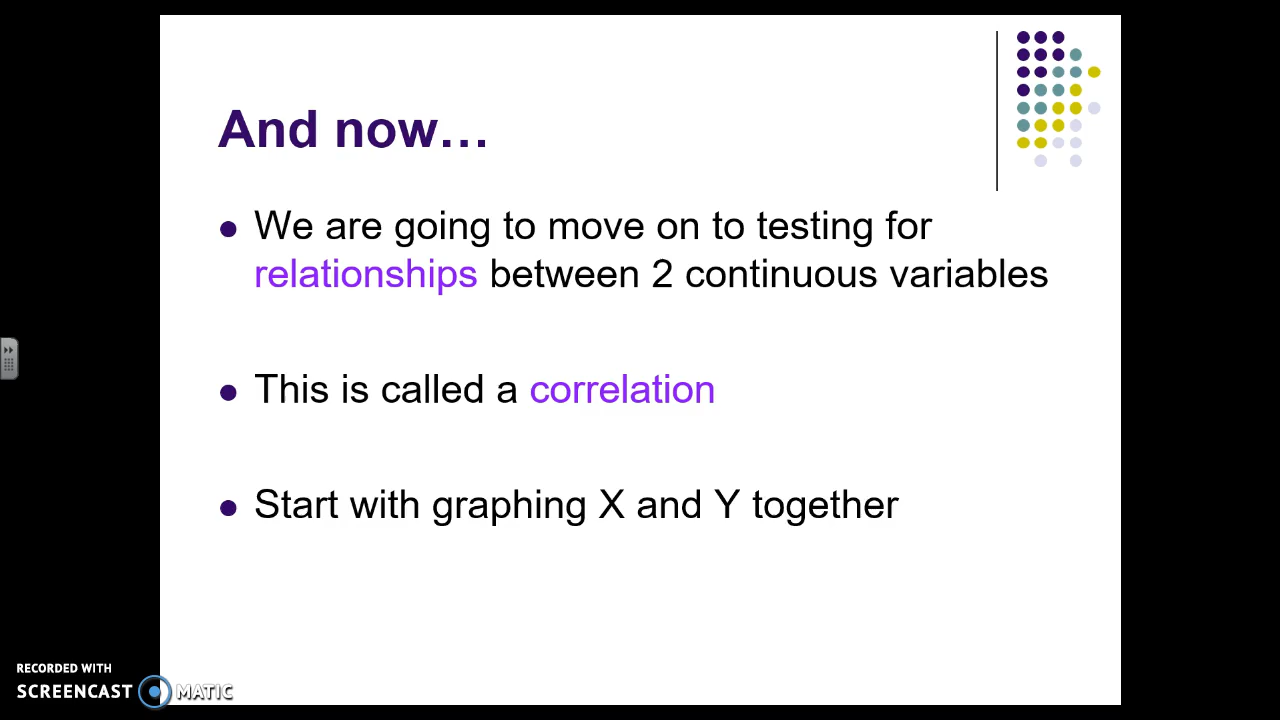 And now…
We are going to move on to testing for
relationships between 2 continuous variables
This is called a correlation
Start with graphing X and Y together
RECORDED WITH
SCREENCAST MATIC